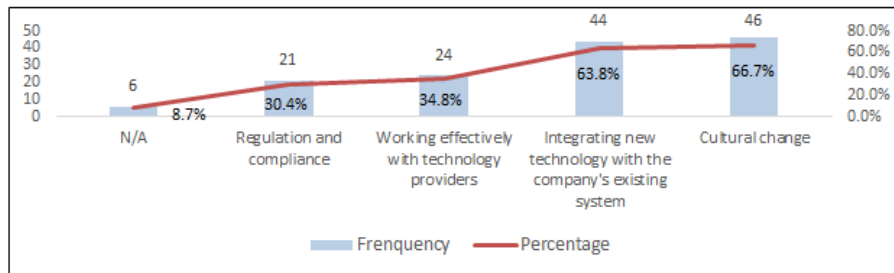 50
40
30
20
10
0
6
21
24
44
46
8.7%
30.4%
34.8%
63.8%
66.7%
80.0%
60.0%
40.0%
20.0%
0.0%
N/A
Regulation and
compliance
Working effectively
with technology
providers
Integrating new
technology with the
company's existing
system
Cultural change
Frenquency
Percentage